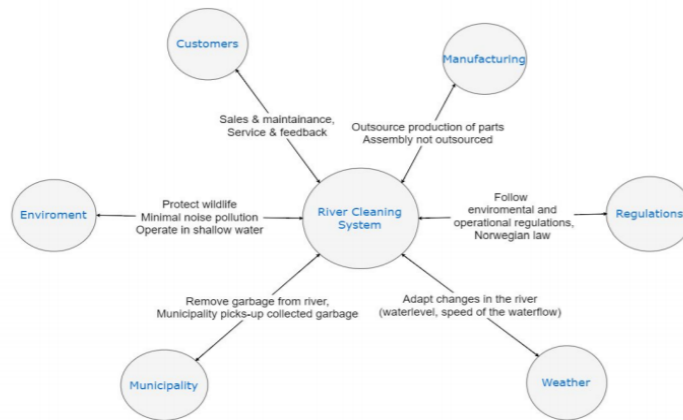 Customers
Manufacturing
Sales & maintainance,
Service & feedback
Outsource production of parts
Assembly not outsourced
Enviroment
Protect wildlife
Minimal noise pollution
Operate in shallow water
River Cleaning
System
Follow
enviromental and
operational regulations,
Norwegian law
Regulations
Remove garbage from river,
Municipality picks-up collected garbage
Adapt changes in the river
(waterlevel, speed of the waterflow)
Municipality
Weather